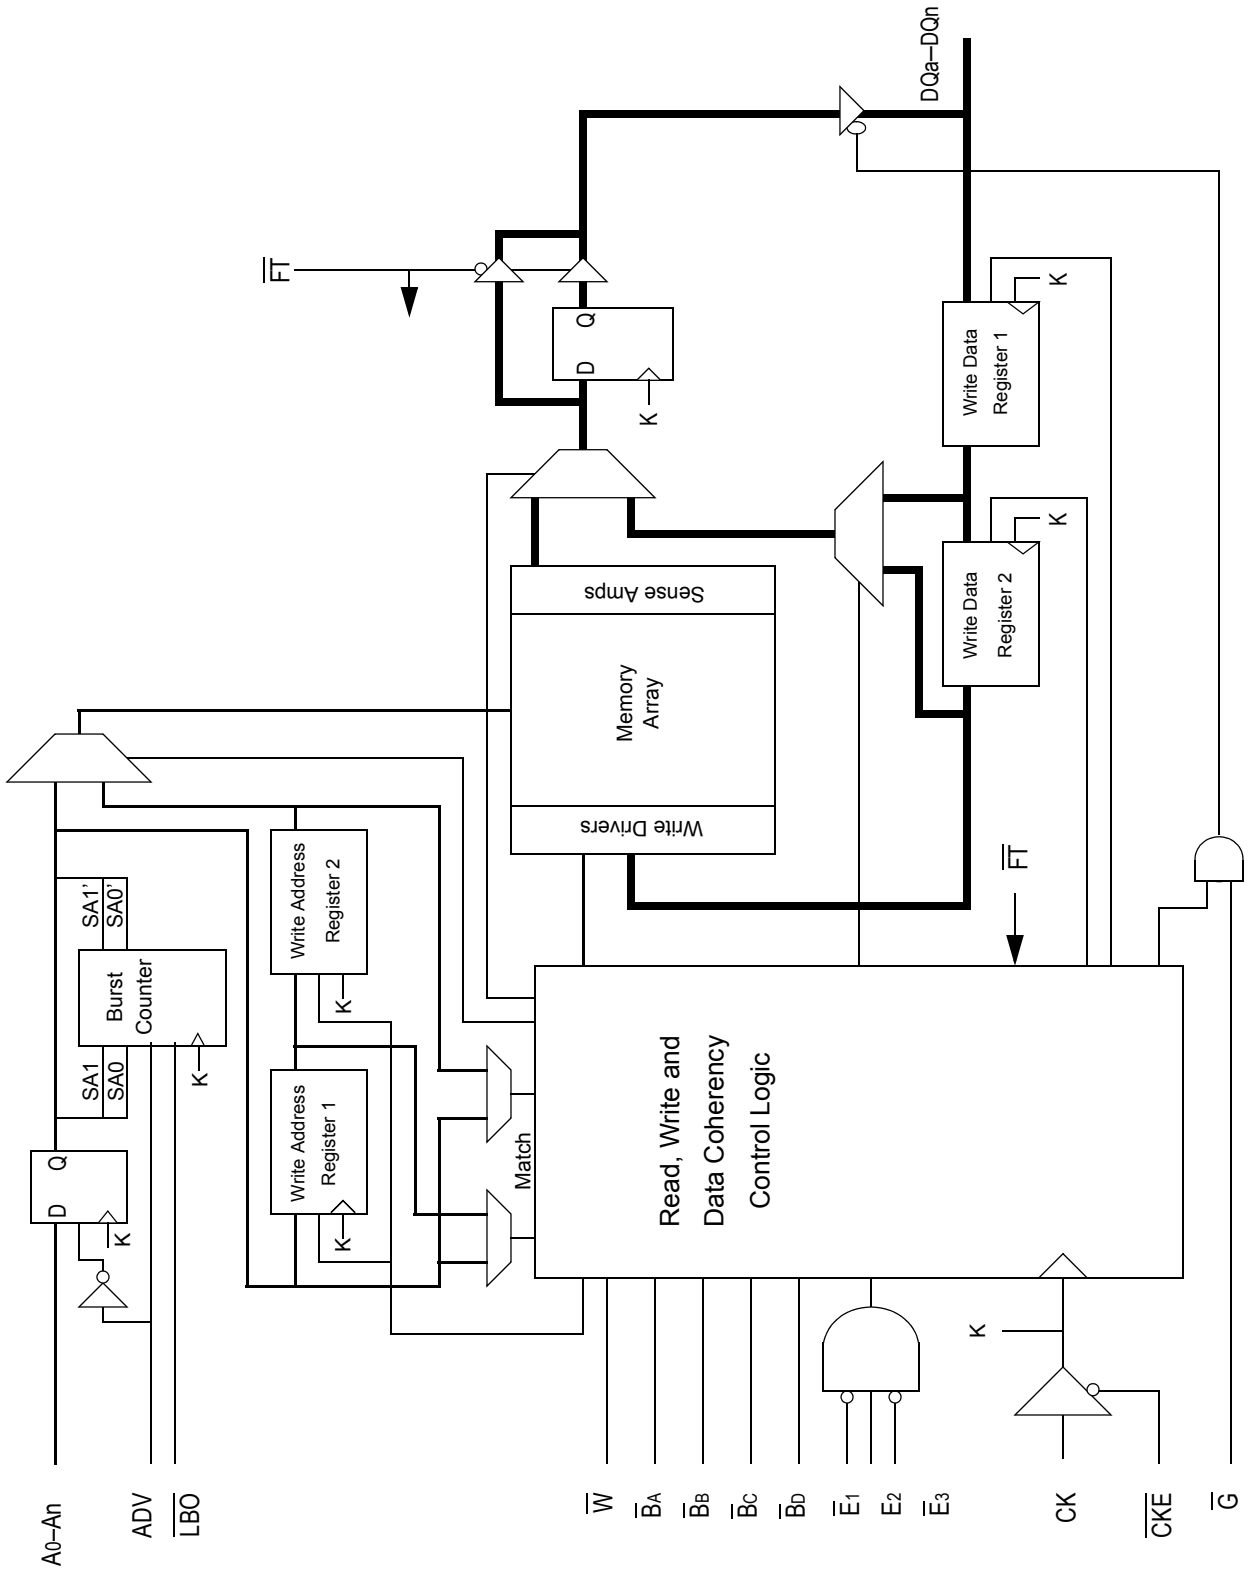 A0–An
ADV
LBO
W
BA
BB
BC
BD
E1
E2
E3
CK
CKE
G
D Q
K
SA1
SA0
Burst
Counter
SA1’
SA0’
K
Write Address
Register 1
K
Write Address
Register 2
K
Match
Read, Write and
Data Coherency
Control Logic
K
FT
Write Drivers
Memory
Array
Sense Amps
FT
D Q
K
Write Data
Register 2
K
Write Data
Register 1
K
DQa–DQn